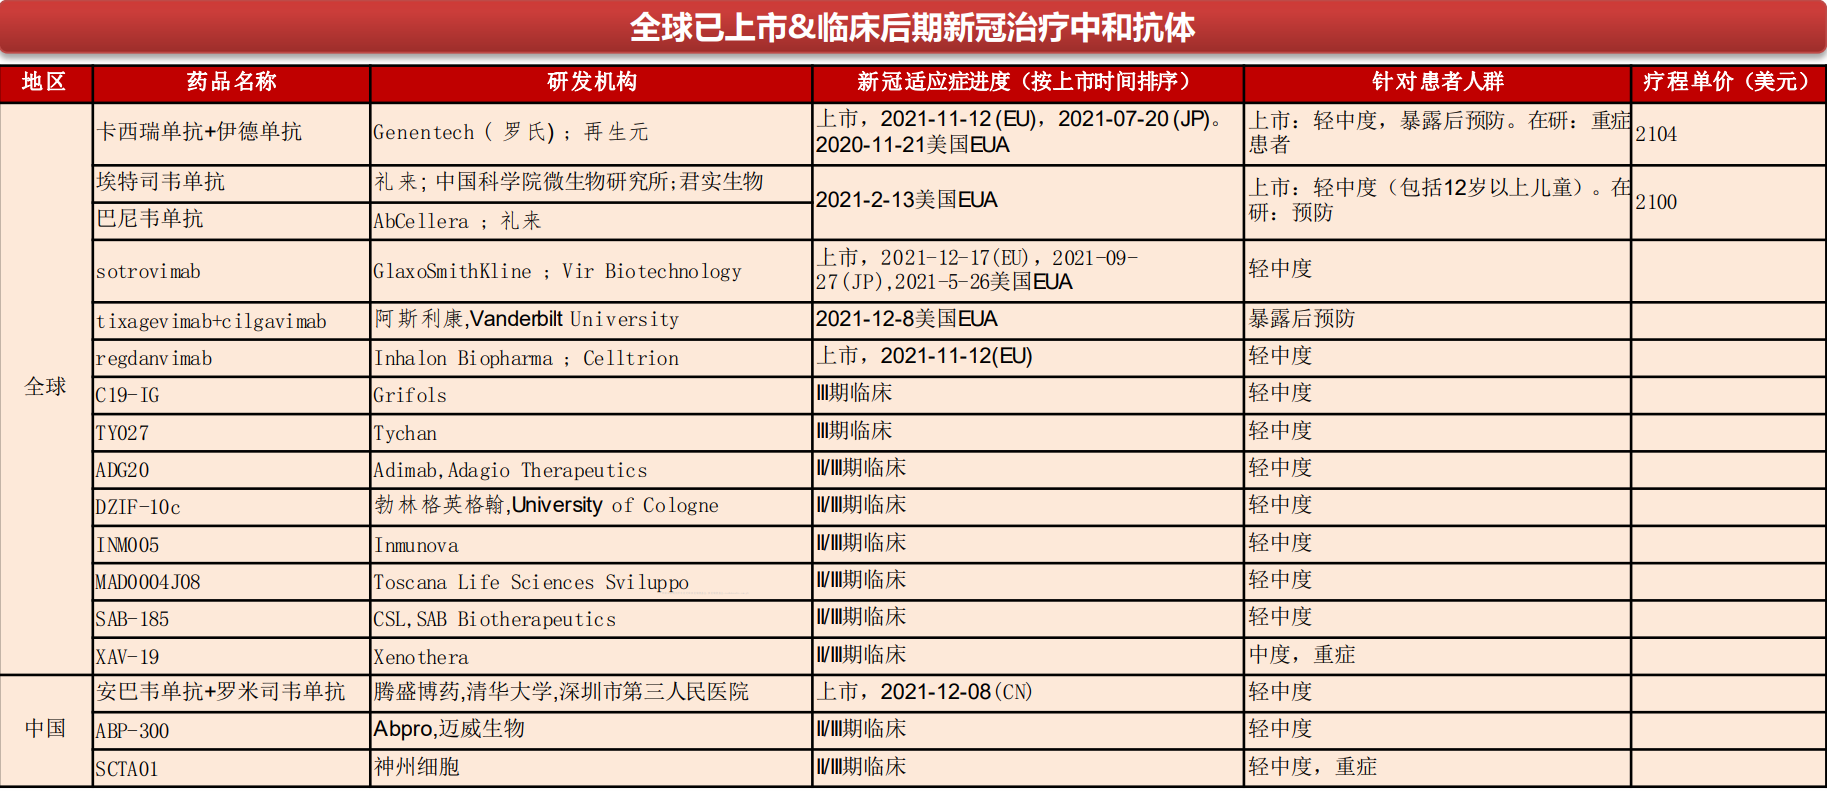 全球已上市&临床后期新冠治疗中和抗体
地区 药品名称 研发机构 新冠适应症进度（按上市时间排序） 针对患者人群 疗程单价（美元）
全球
卡西瑞单抗+伊德单抗 Genentech ( 罗氏) ; 再生元 上市，2021-11-12 (EU)，2021-07-20 (JP)。
2020-11-21美国EUA 上市：轻中度，暴露后预防。在研：重症
患者 2104
埃特司韦单抗 礼来; 中国科学院微生物研究所;君实生物
巴尼韦单抗 AbCellera ; 礼来
2021-2-13美国EUA 上市：轻中度（包括12岁以上儿童）。在
研：预防 2100
sotrovimab GlaxoSmithKline ; Vir Biotechnology 上市，2021-12-17(EU)，2021-09-
27(JP),2021-5-26美国EUA 轻中度
tixagevimab+cilgavimab 阿斯利康,Vanderbilt University 2021-12-8美国EUA 暴露后预防
regdanvimab Inhalon Biopharma ; Celltrion 上市，2021-11-12(EU) 轻中度
C19-IG Grifols III期临床 轻中度
TY027 Tychan III期临床 轻中度
ADG20 Adimab,Adagio Therapeutics II/III期临床 轻中度
DZIF-10c 勃林格英格翰,University of Cologne II/III期临床 轻中度
INM005 Inmunova II/III期临床 轻中度
MAD0004J08 Toscana Life Sciences Sviluppo II/III期临床 轻中度
SAB-185 CSL,SAB Biotherapeutics II/III期临床 轻中度
XAV-19 Xenothera II/III期临床 中度，重症
中国
安巴韦单抗+罗米司韦单抗 腾盛博药,清华大学,深圳市第三人民医院 上市，2021-12-08(CN) 轻中度
ABP-300 Abpro,迈威生物 II/III期临床 轻中度
SCTA01 神州细胞 II/III期临床 轻中度，重症